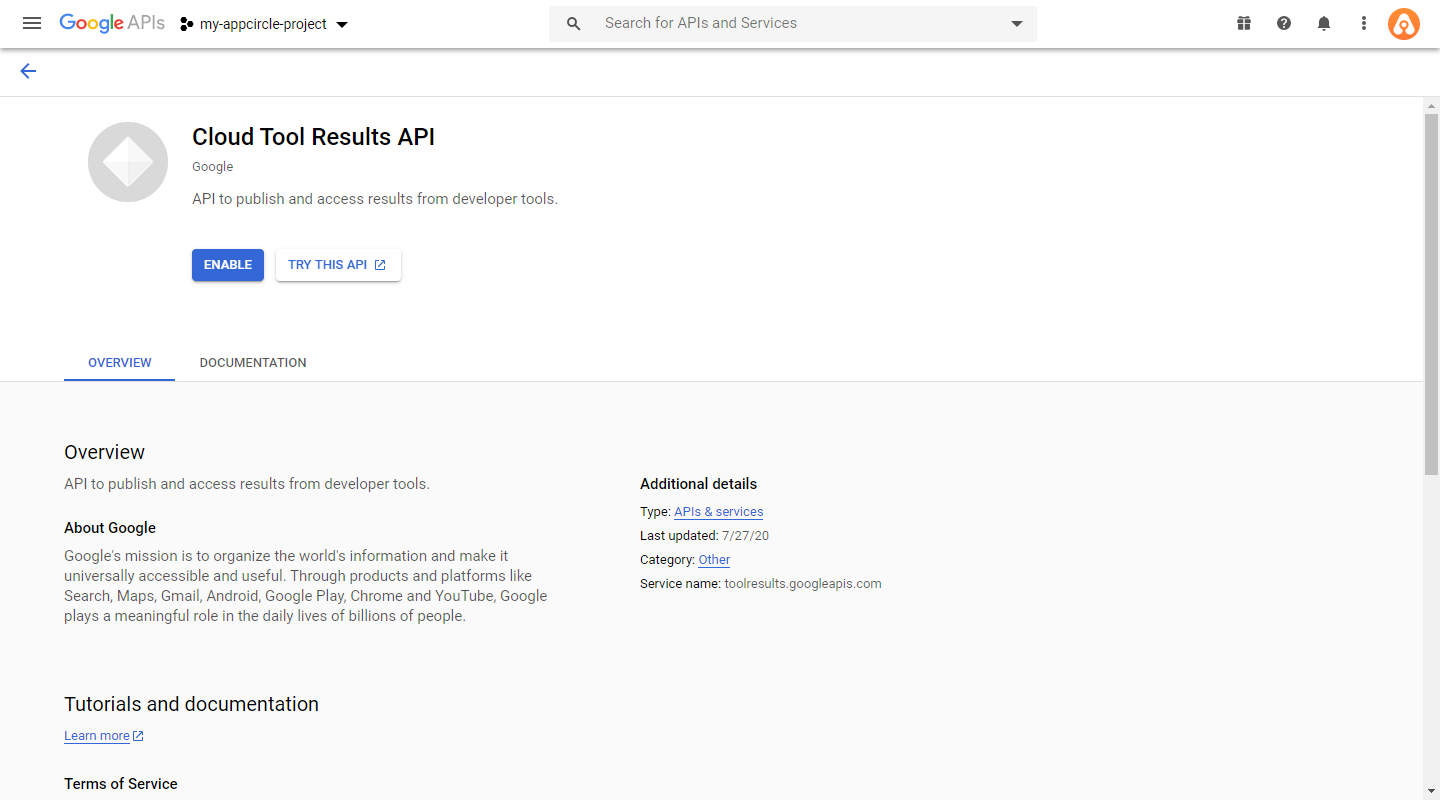 Google APIs my-appcircle-project Search for APIs and Services
Cloud Tool Results API
Google
API to publish and access results from developer tools.
ENABLE TRY THIS API
OVERVIEW DOCUMENTATION
Overview
API to publish and access results from developer tools.
About Google
Google's mission is to organize the world's information and make it
universally accessible and useful. Through products and platforms like
Search, Maps, Gmail, Android, Google Play, Chrome and YouTube, Google
plays a meaningful role in the daily lives of billions of people.
Additional details
Type: APIs & services
Last updated: 7/27/20
Category: Other
Service name: toolresults.googleapis.com
Tutorials and documentation
Learn more
Terms of Service